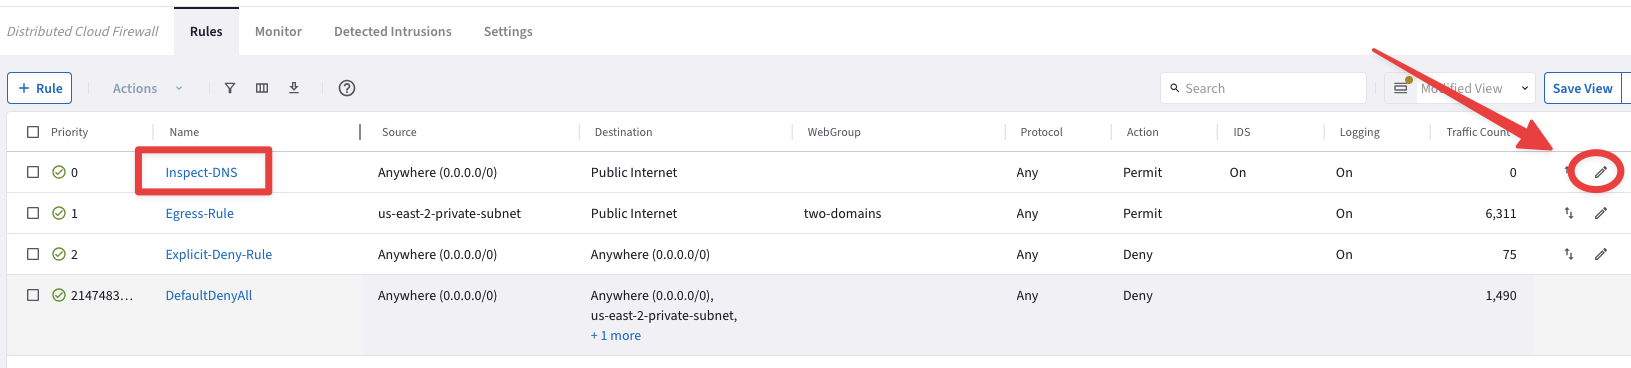 Distributed Cloud Firewall Rules Monitor Detected Intrusions Settings
+ Rule Actions ? Search Modified View Save View
Priority Name Source Destination WebGroup Protocol Action IDS Logging Traffic Count
0 Inspect-DNS Anywhere (0.0.0.0/0) Public Internet Any Permit On On 0
1 Egress-Rule us-east-2-private-subnet Public Internet two-domains Any Permit On 6,311
2 Explicit-Deny-Rule Anywhere (0.0.0.0/0) Anywhere (0.0.0.0/0) Any Deny On 75
2147483... DefaultDenyAll Anywhere (0.0.0.0/0) Anywhere (0.0.0.0/0), Any Deny 1,490
us-east-2-private-subnet,
+ 1 more